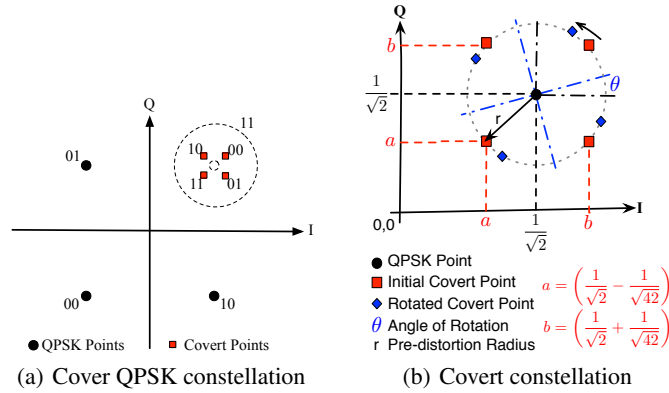 Q
11
01
10 00
11 01
I
00
10
QPSK Points
Covert Points
(a) Cover QPSK constellation
Q
b
θ
1/√2
r
a
0,0
a
1/√2
b
I
QPSK Point
Initial Covert Point
Rotated Covert Point
θ Angle of Rotation
r Pre-distortion Radius
a = (1/√2 − 1/√42)
b = (1/√2 + 1/√42)
(b) Covert constellation